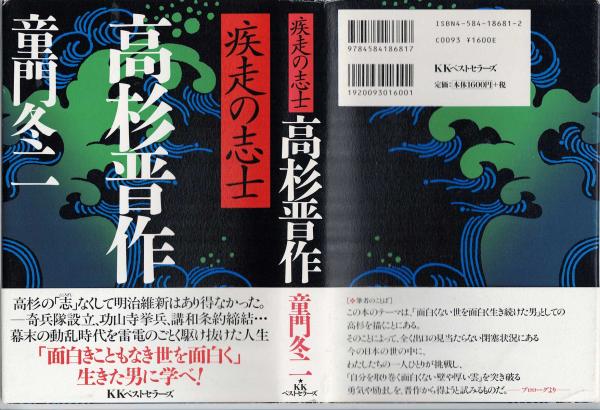 疾走の志士
高杉晋作
童門冬二
高杉の「志」なくして明治維新はあり得なかった。
―奇兵隊設立、功山寺挙兵、講和条約締結…
幕末の動乱時代を雷電のごとく駆け抜けた人生
「面白きこともなき世を面白く」
生きた男に学べ!
KKベストセラーズ
疾走の志士
高杉晋作
童門冬二
★
KK
ベストセラーズ
ISBN4-584-18681-2
C0093 ¥1600E
KKベストセラーズ
定価:本体1600円+税
9784584186817
1920093016001
[❖筆者のことば]
この本のテーマは、「面白くない世を面白く生き続けた男」としての
高杉を描くことにある。
そのことによって、全く出口の見当たらない閉塞状況にある
今の日本の世の中に、
わたしたちの一人ひとりが挑戦し、
「自分を取り巻く面白くない壁や厚い雲」を突き破る
勇気や励ましを、晋作から得ようと試みるものだ。―プロローグより―